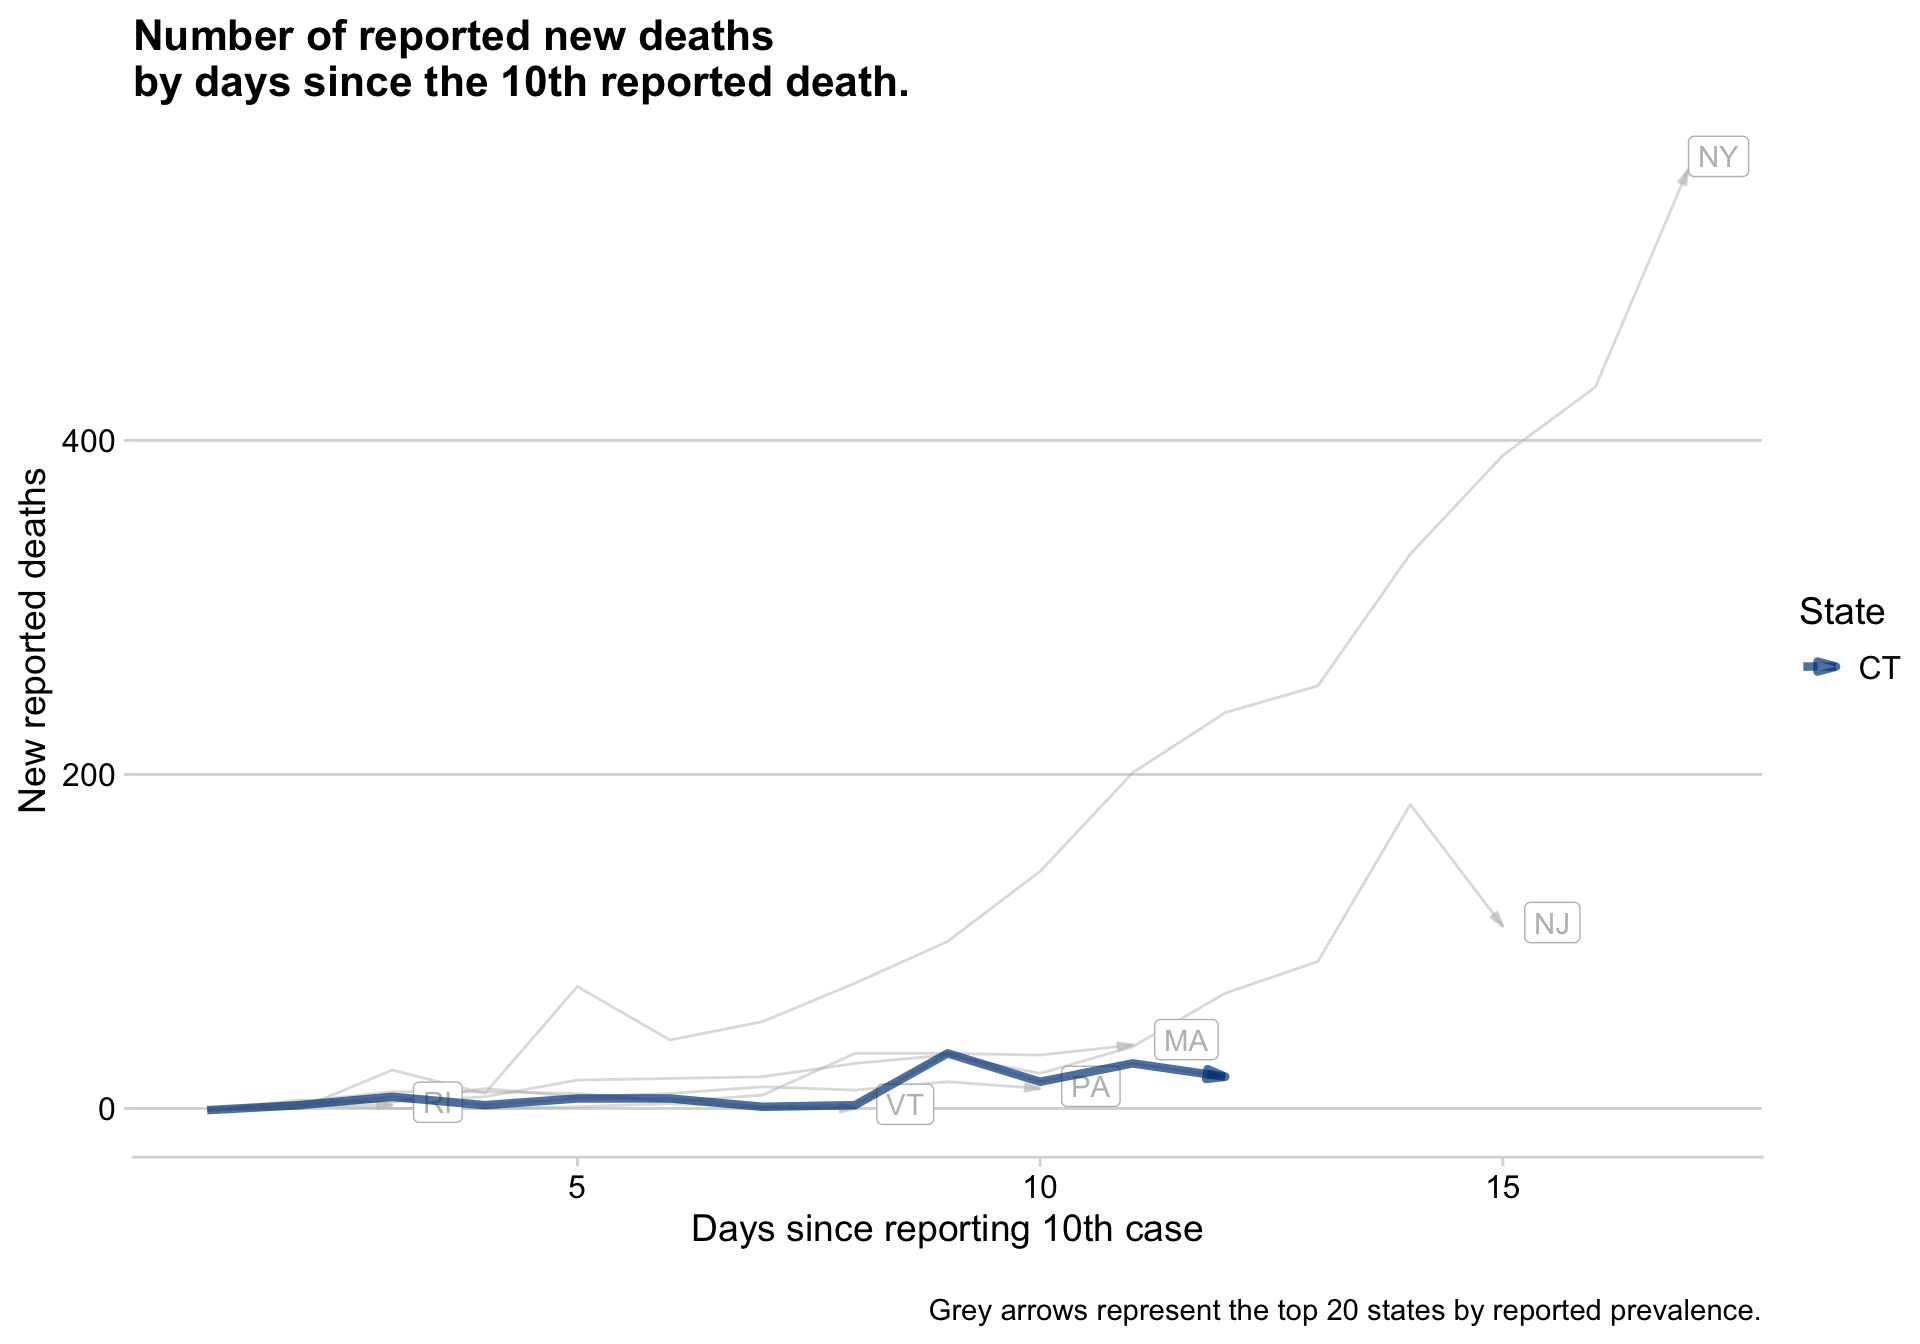 Number of reported new deaths
by days since the 10th reported death.
NY
400
New reported deaths
State
CT
200
NJ
MA
PA
RI
VT
0
5
10
15
Days since reporting 10th case
Grey arrows represent the top 20 states by reported prevalence.